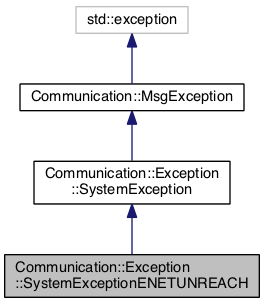 std::exception
Communication::MsgException
Communication::Exception
::SystemException
Communication::Exception
::SystemExceptionENETUNREACH